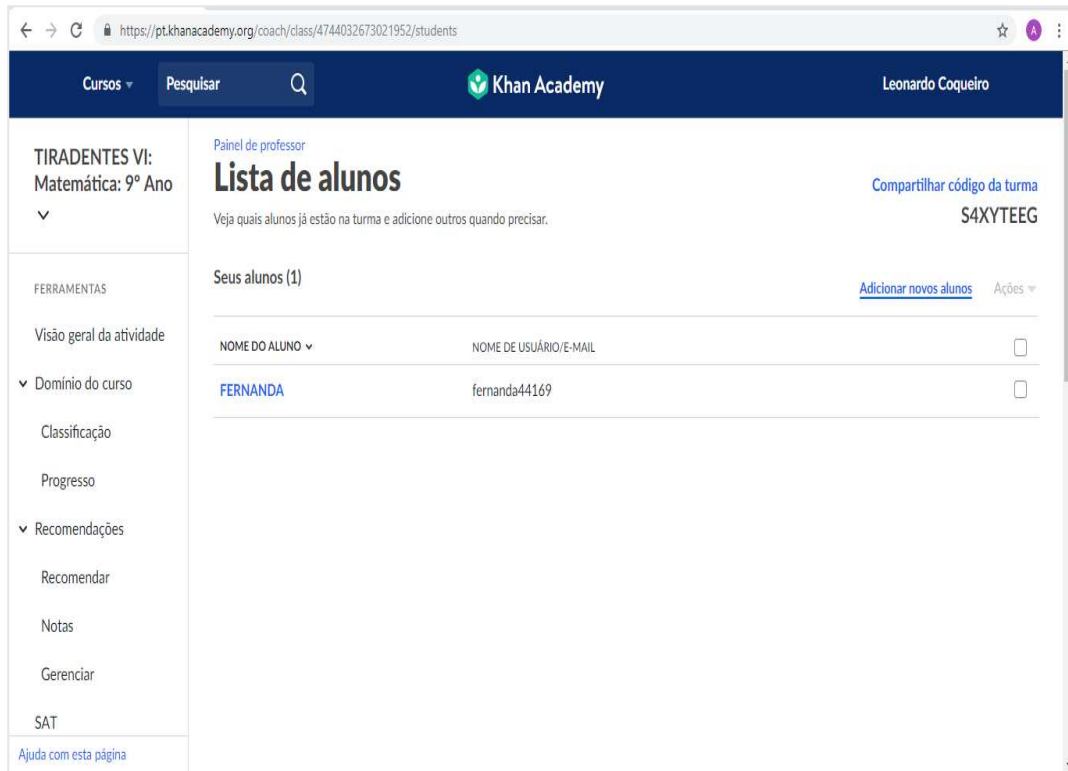 https://pt.khanacademy.org/coach/class/4744032673021952/students
A
Cursos
Pesquisar
Khan Academy
Leonardo Coqueiro
TIRADENTES VI:
Matemática: 9º Ano
FERRAMENTAS
Visão geral da atividade
Domínio do curso
Classificação
Progresso
Recomendações
Recomendar
Notas
Gerenciar
SAT
Ajuda com esta página
Painel de professor
Lista de alunos
Veja quais alunos já estão na turma e adicione outros quando precisar.
Compartilhar código da turma
S4XYTEEG
Seus alunos (1)
Adicionar novos alunos Ações
NOME DO ALUNO NOME DE USUÁRIO/E-MAIL
FERNANDA fernanda44169